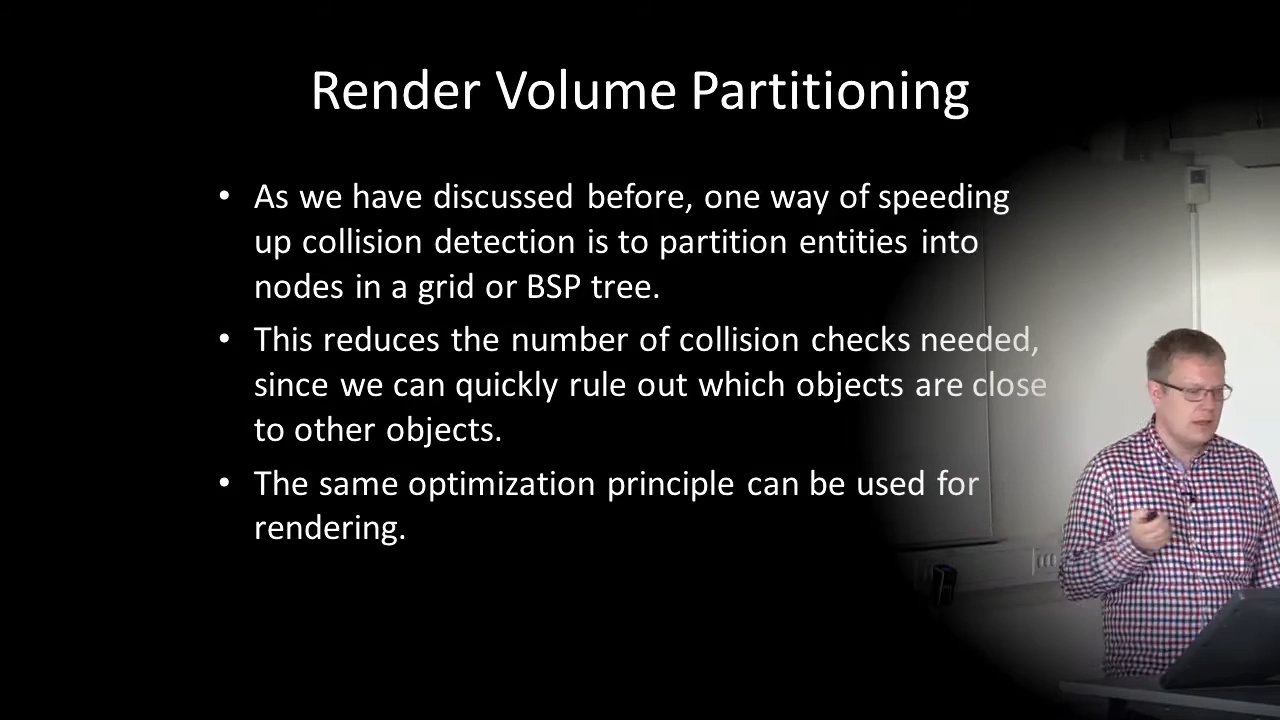 Render Volume Partitioning
• As we have discussed before, one way of speeding
up collision detection is to partition entities into
nodes in a grid or BSP tree.
• This reduces the number of collision checks needed,
since we can quickly rule out which objects are close
to other objects.
• The same optimization principle can be used for
rendering.